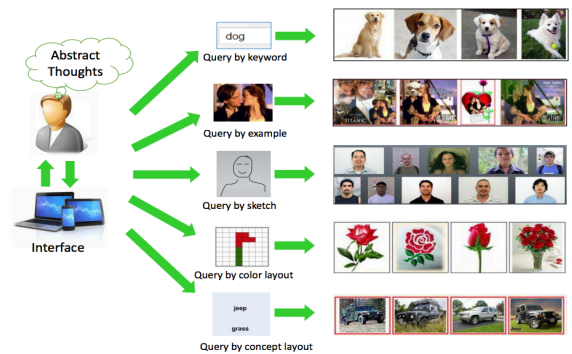 Abstract
Thoughts
Interface
dog
Query by keyword
Query by example
TITANIC
Query by sketch
Query by color layout
jeep
grass
Query by concept layout